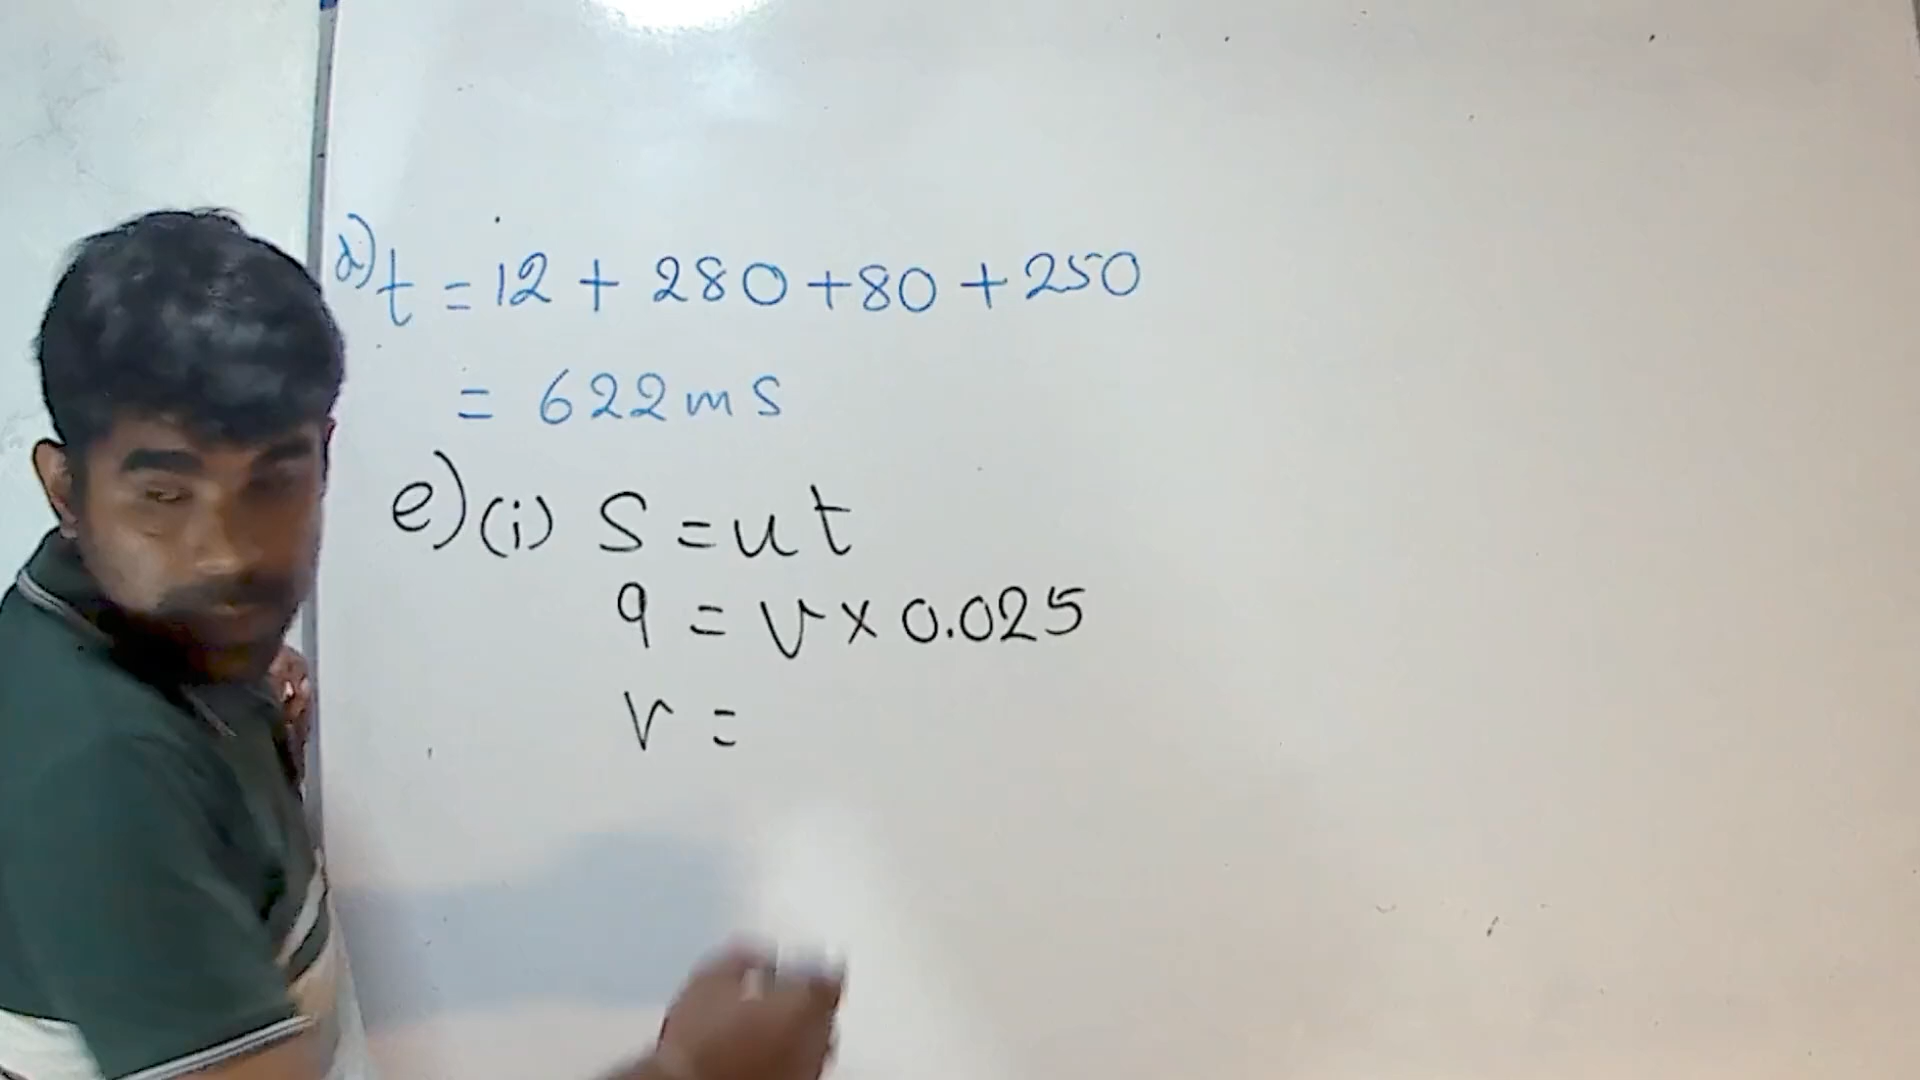 d) t = 12 + 280 + 80 + 250
= 622 ms
e) (i) S = ut
9 = v x 0.025
v =